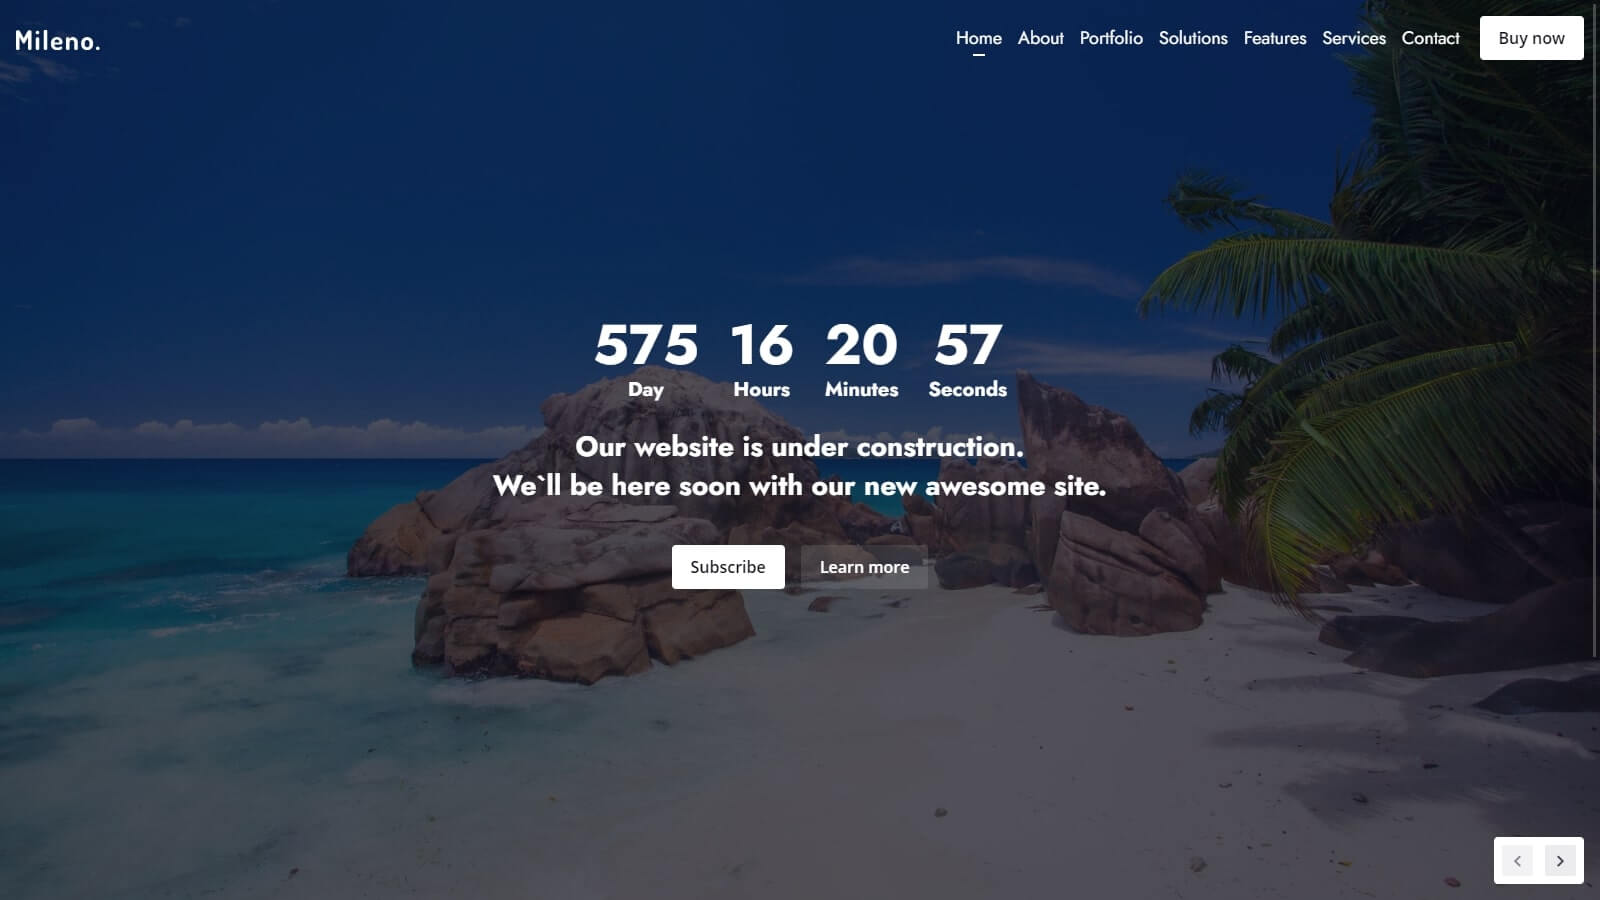 Mileno.
Home About Portfolio Solutions Features Services Contact Buy now
575 16 20 57
Day Hours Minutes Seconds
Our website is under construction.
We`ll be here soon with our new awesome site.
Subscribe Learn more